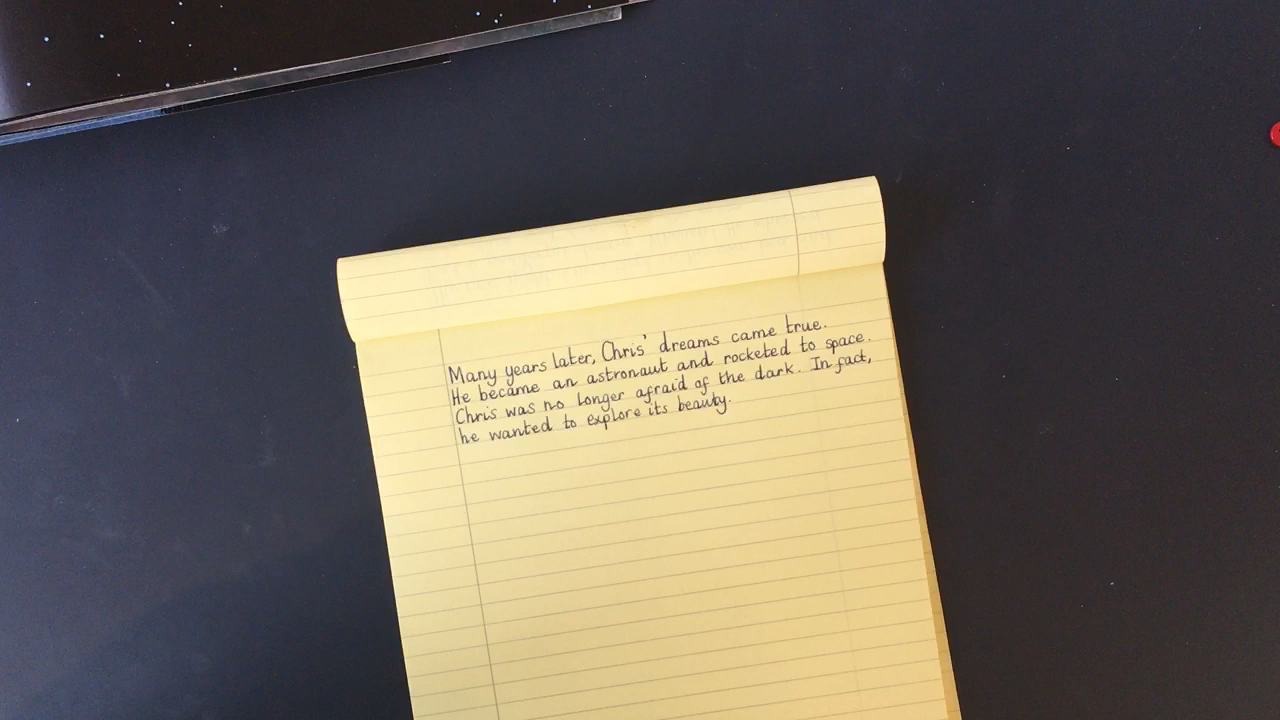 Many years later, Chris' dreams came true.
He became an astronaut and rocketed to space.
Chris was no longer afraid of the dark. In fact,
he wanted to explore its beauty.